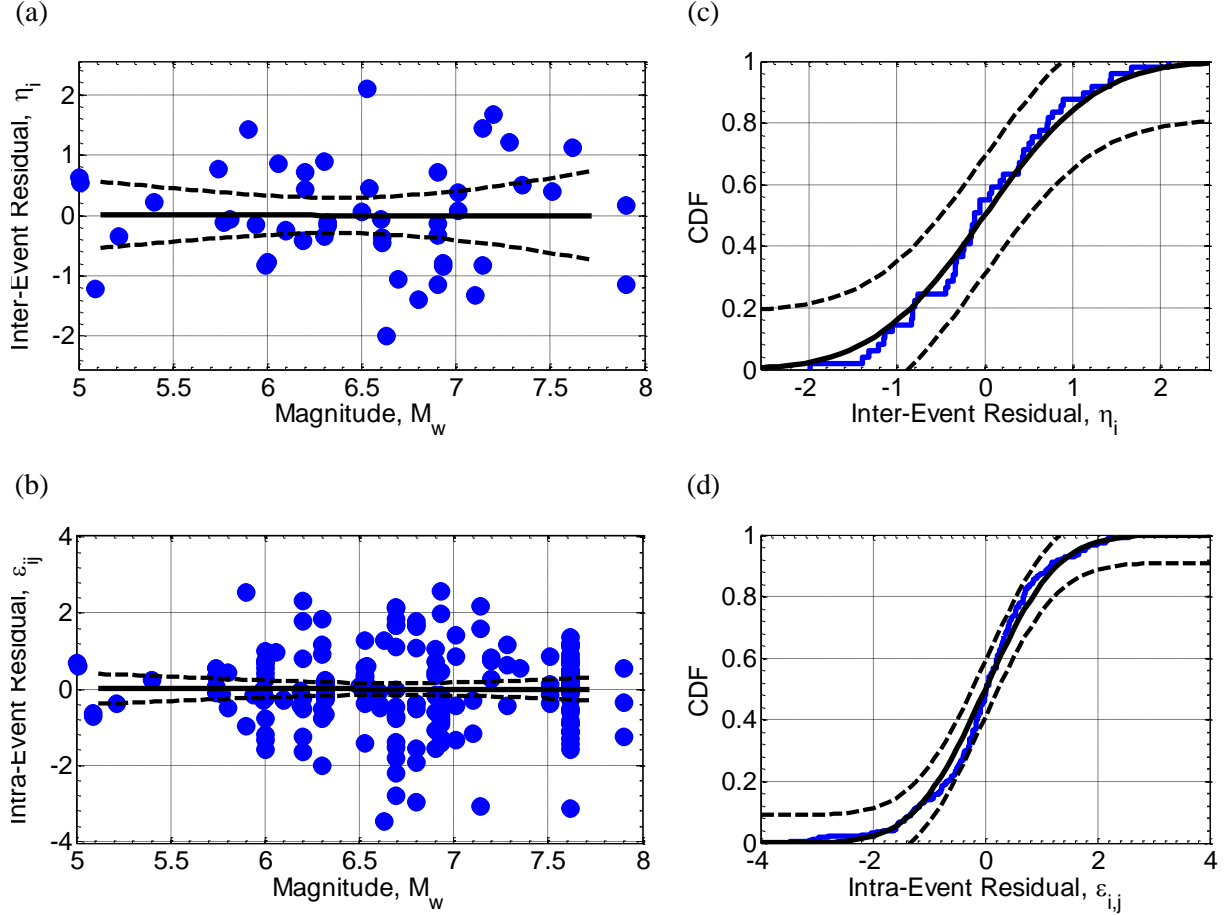 (a)
Inter-Event Residual, η_i
2
1
0
-1
-2
5 5.5 6 6.5 7 7.5 8
Magnitude, M_w
(c)
CDF
1
0.8
0.6
0.4
0.2
0
-2 -1 0 1 2
Inter-Event Residual, η_i
(b)
Intra-Event Residual, ε_ij
4
2
0
-2
-4
5 5.5 6 6.5 7 7.5 8
Magnitude, M_w
(d)
CDF
1
0.8
0.6
0.4
0.2
0
-4 -2 0 2 4
Intra-Event Residual, ε_i,j